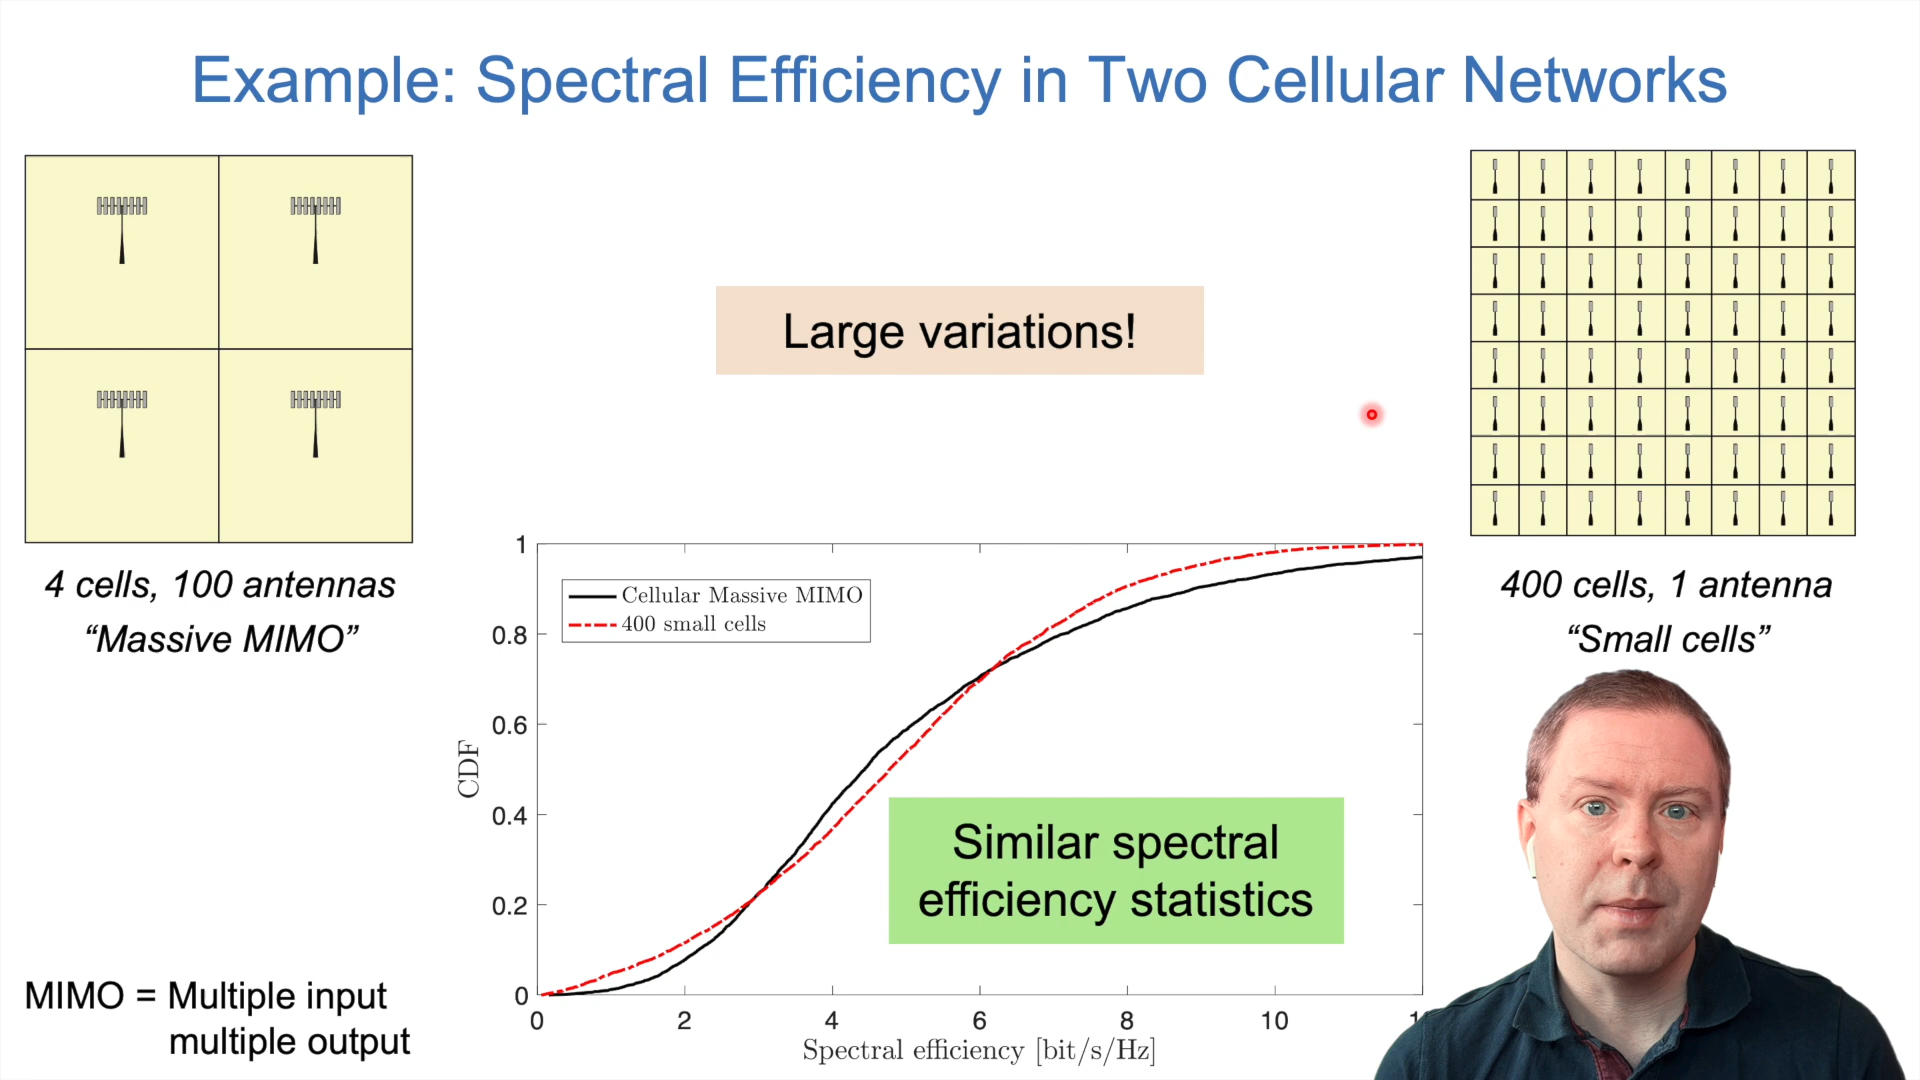 Example: Spectral Efficiency in Two Cellular Networks
Large variations!
4 cells, 100 antennas
“Massive MIMO”
400 cells, 1 antenna
“Small cells”
Cellular Massive MIMO
400 small cells
1
0.8
0.6
0.4
0.2
0
CDF
Similar spectral
efficiency statistics
0 2 4 6 8 10
Spectral efficiency [bit/s/Hz]
MIMO = Multiple input
multiple output